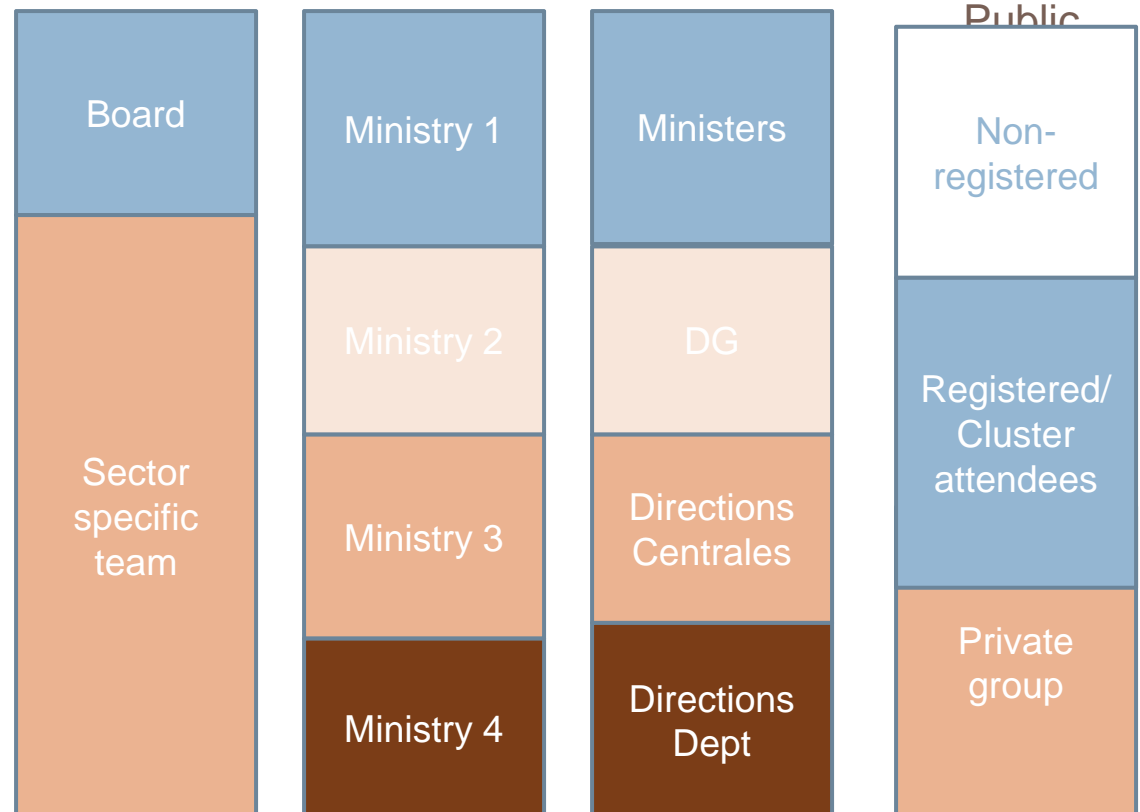 Board
Sector
specific
team
Ministry 1
Ministry 2
Ministry 3
Ministry 4
Ministers
DG
Directions
Centrales
Directions
Dept
Public
Non-
registered
Registered/
Cluster
attendees
Private
group